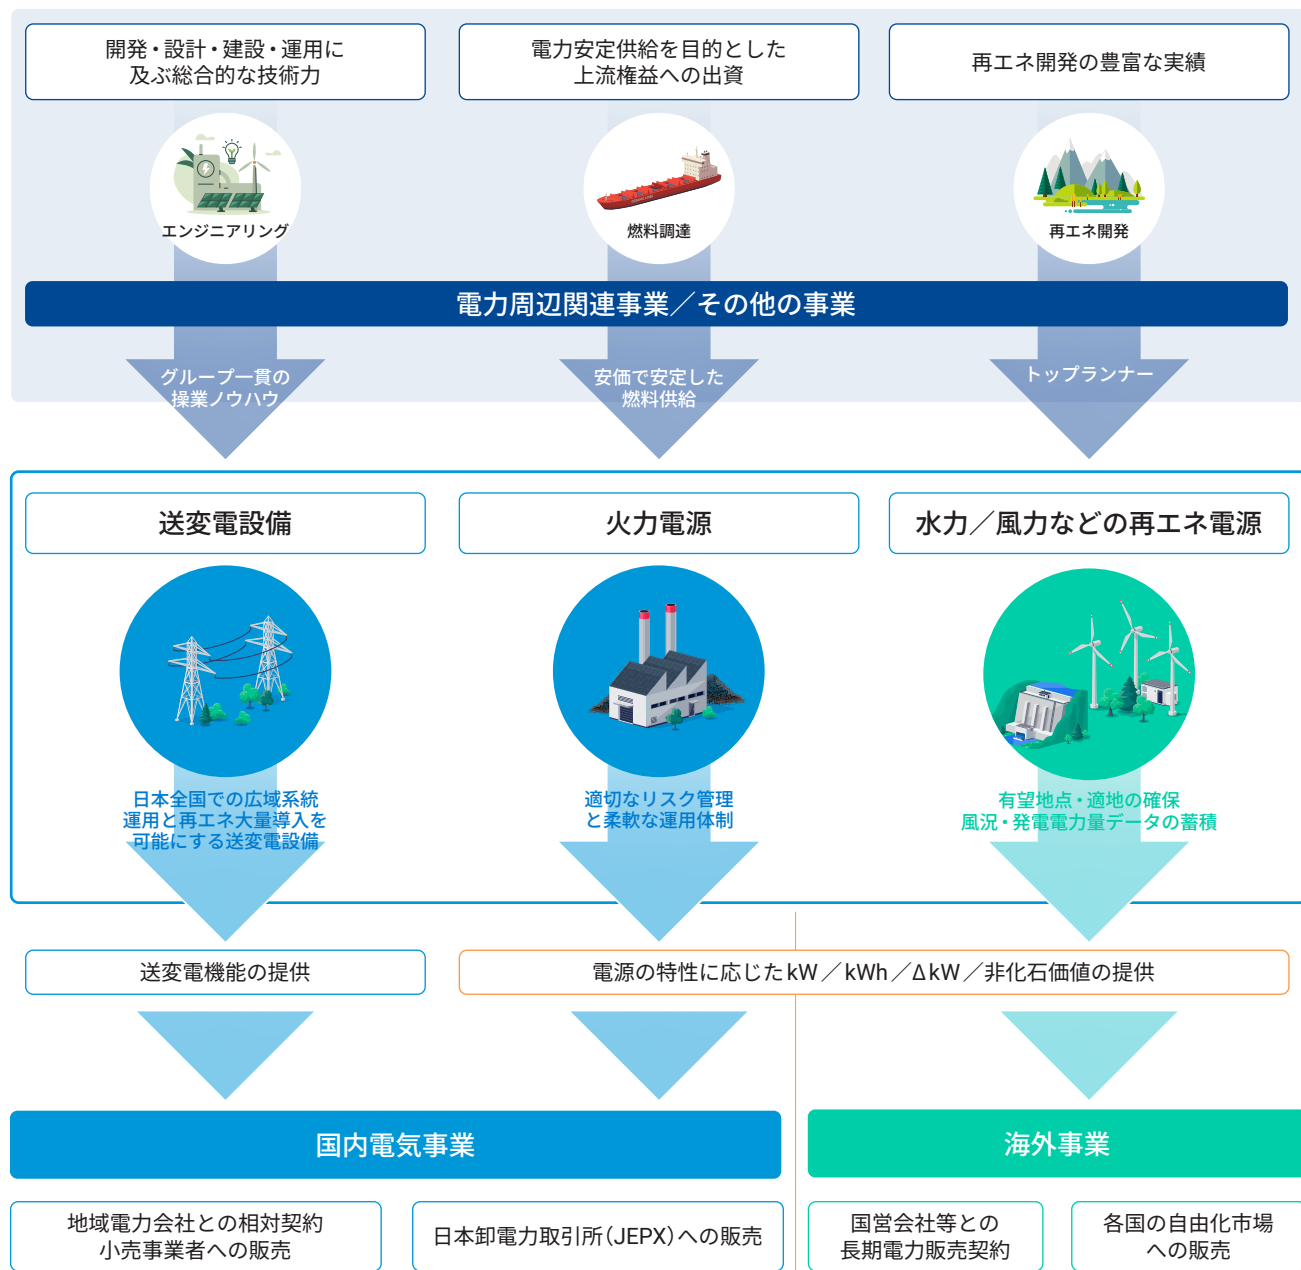 開発・設計・建設・運用に
及ぶ総合的な技術力
電力安定供給を目的とした
上流権益への出資
再エネ開発の豊富な実績
エンジニアリング
燃料調達
再エネ開発
電力周辺関連事業／その他の事業
グループ一貫の
操業ノウハウ
安価で安定した
燃料供給
トップランナー
送変電設備
火力電源
水力／風力などの再エネ電源
日本全国での広域系統
運用と再エネ大量導入を
可能にする送変電設備
適切なリスク管理
と柔軟な運用体制
有望地点・適地の確保
風況・発電電力量データの蓄積
送変電機能の提供
電源の特性に応じたkW／kWh／ΔkW／非化石価値の提供
国内電気事業
海外事業
地域電力会社との相対契約
小売事業者への販売
日本卸電力取引所(JEPX)への販売
国営会社等との
長期電力販売契約
各国の自由化市場
への販売